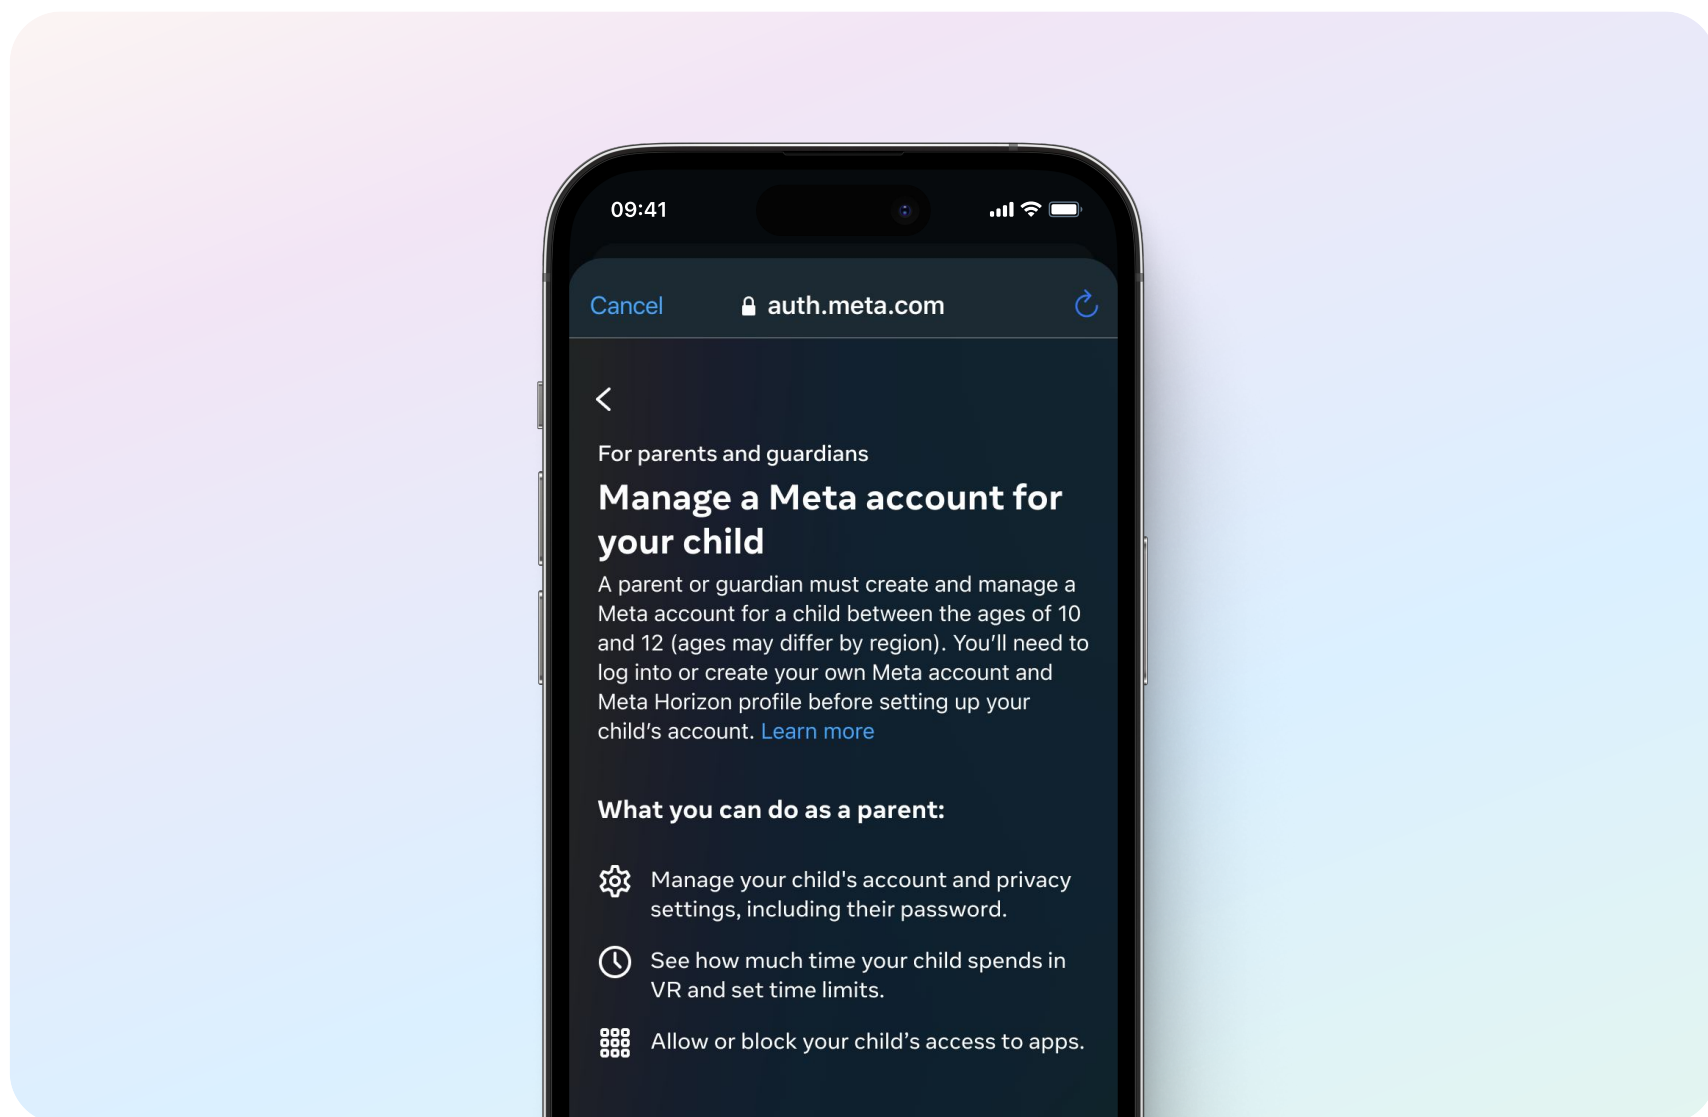 09:41
Cancel
auth.meta.com
For parents and guardians
Manage a Meta account for
your child
A parent or guardian must create and manage a
Meta account for a child between the ages of 10
and 12 (ages may differ by region). You’ll need to
log into or create your own Meta account and
Meta Horizon profile before setting up your
child’s account. Learn more
What you can do as a parent:
Manage your child's account and privacy
settings, including their password.
See how much time your child spends in
VR and set time limits.
Allow or block your child’s access to apps.